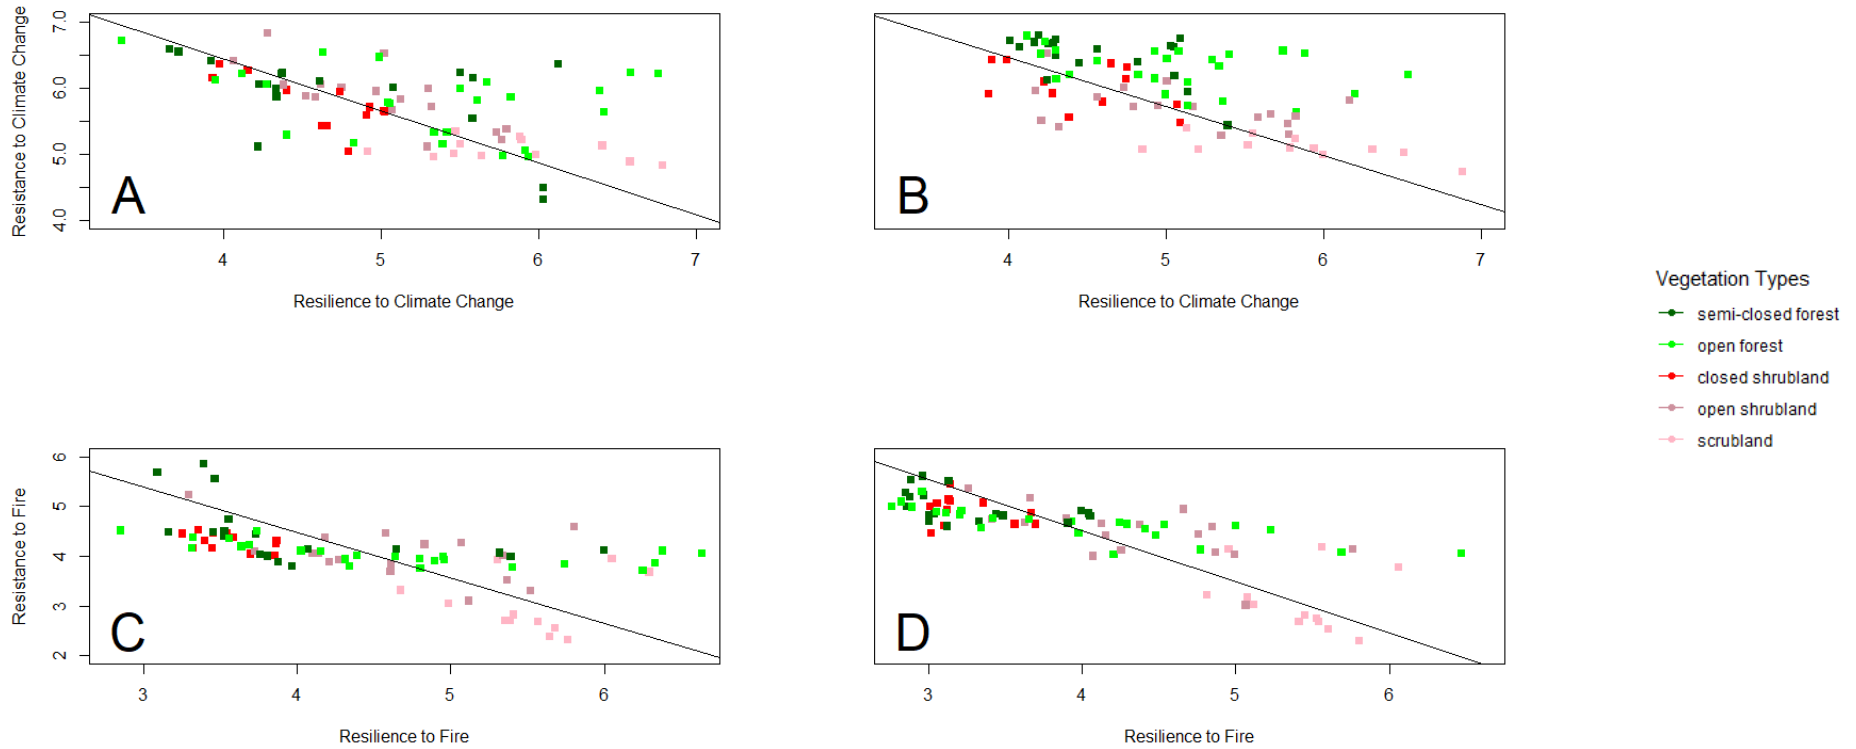 Resistance to Climate Change
7.0
6.0
5.0
4.0
A
4 5 6 7
Resilience to Climate Change
B
4 5 6 7
Resilience to Climate Change
Vegetation Types
semi-closed forest
open forest
closed shrubland
open shrubland
scrubland
Resistance to Fire
6
5
4
3
2
C
3 4 5 6
Resilience to Fire
D
3 4 5 6
Resilience to Fire